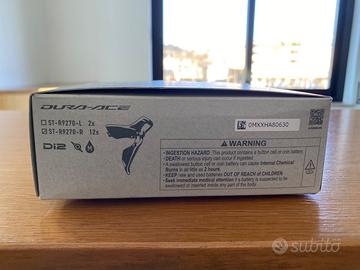 DURA-ACE
ST-R9270-L 2x
ST-R9270-R 12s
Di2
0MXXHA80630
WARNING
• INGESTION HAZARD: This product contains a button cell or coin battery.
• DEATH or serious injury can occur if ingested.
• A swallowed button cell or coin battery can cause Internal Chemical
Burns in as little as 2 hours.
• KEEP new and used batteries OUT OF REACH OF CHILDREN
• Seek immediate medical attention if a battery is suspected to be
swallowed or inserted inside any part of the body.
subito